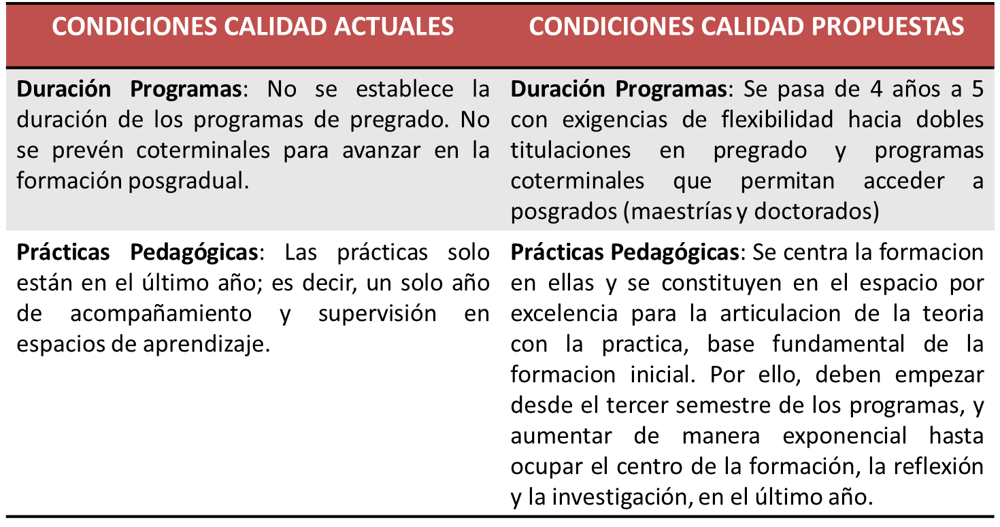 CONDICIONES CALIDAD ACTUALES
CONDICIONES CALIDAD PROPUESTAS
Duración Programas: No se establece la
duración de los programas de pregrado. No
se prevén coterminales para avanzar en la
formación posgradual.
Duración Programas: Se pasa de 4 años a 5
con exigencias de flexibilidad hacia dobles
titulaciones en pregrado y programas
coterminales que permitan acceder a
posgrados (maestrías y doctorados)
Prácticas Pedagógicas: Las prácticas solo
están en el último año; es decir, un solo año
de acompañamiento y supervisión en
espacios de aprendizaje.
Prácticas Pedagógicas: Se centra la formacion
en ellas y se constituyen en el espacio por
excelencia para la articulacion de la teoria
con la practica, base fundamental de la
formacion inicial. Por ello, deben empezar
desde el tercer semestre de los programas, y
aumentar de manera exponencial hasta
ocupar el centro de la formación, la reflexión
y la investigación, en el último año.